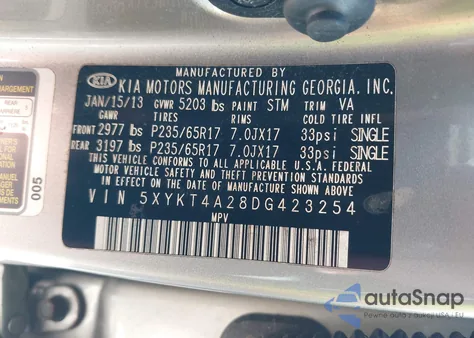 MANUFACTURED BY
KIA KIA MOTORS MANUFACTURING GEORGIA, INC.
JAN/15/13 GVWR 5203 lbs PAINT STM TRIM VA
GAWR TIRES RIMS COLD TIRE INFL
FRONT 2977 lbs P235/65R17 7.0JX17 33psi SINGLE
REAR 3197 lbs P235/65R17 7.0JX17 33psi SINGLE
THIS VEHICLE CONFORMS TO ALL APPLICABLE U.S.A. FEDERAL
MOTOR VEHICLE SAFETY AND THEFT PREVENTION STANDARDS
IN EFFECT ON THE DATE OF MANUFACTURE SHOWN ABOVE.
VIN 5XYKT4A28DG423254
MPV
005
autoSnap